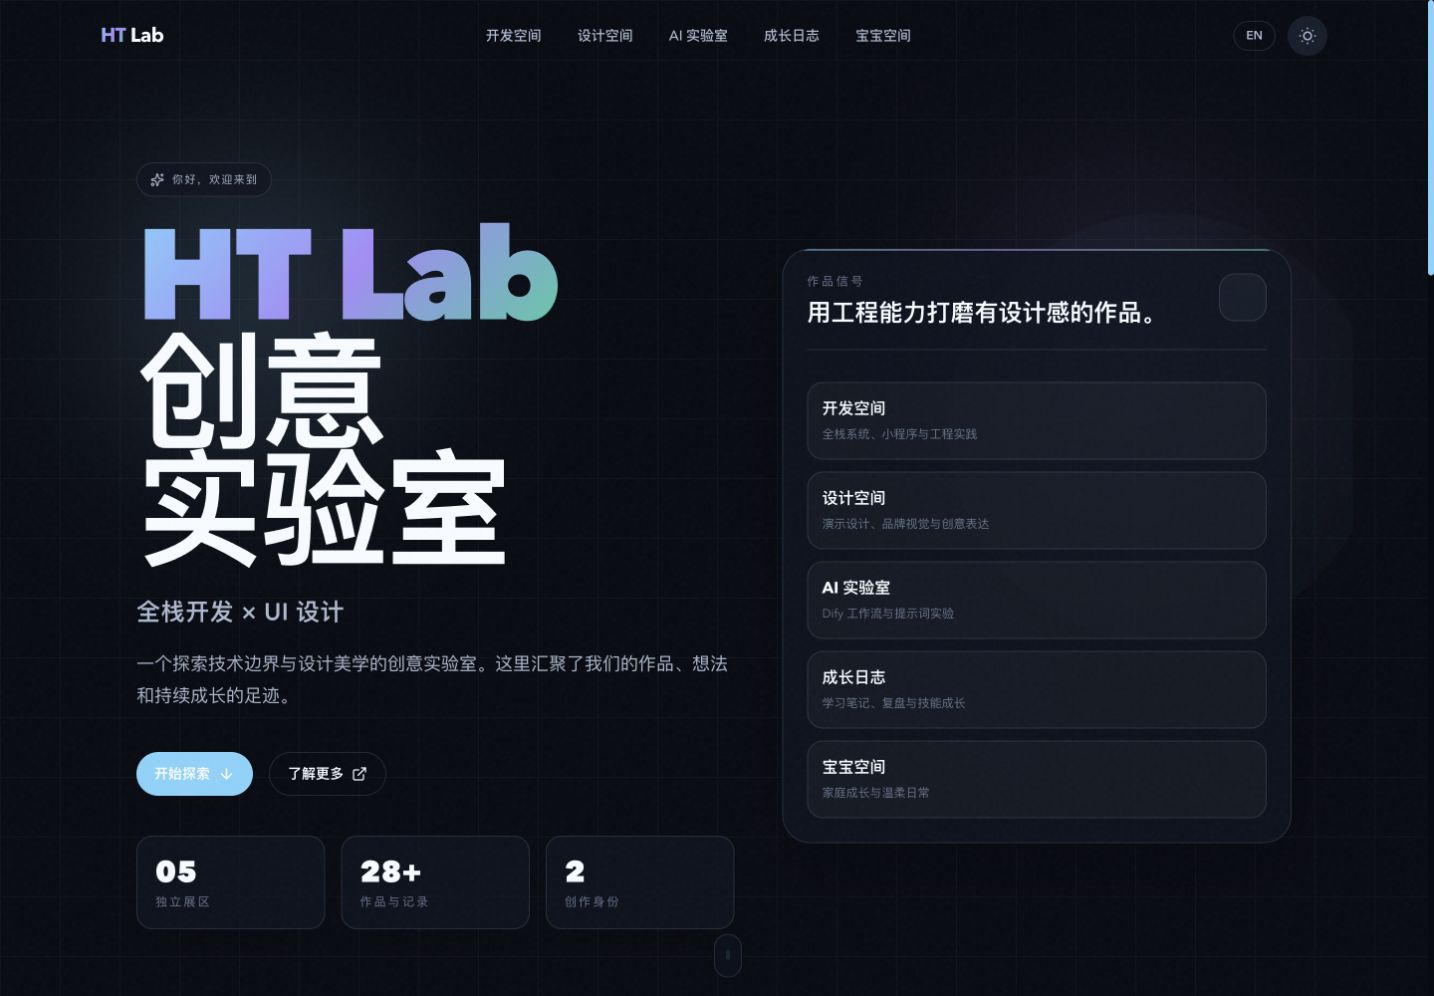 HT Lab
开发空间
设计空间
AI 实验室
成长日志
宝宝空间
EN
你好，欢迎来到
HT Lab
创意
实验室
全栈开发 × UI 设计
一个探索技术边界与设计美学的创意实验室。这里汇聚了我们的作品、想法
和持续成长的足迹。
开始探索
了解更多
05
独立展区
28+
作品与记录
2
创作身份
作品信号
用工程能力打磨有设计感的作品。
开发空间
全栈系统、小程序与工程实践
设计空间
演示设计、品牌视觉与创意表达
AI 实验室
Dify 工作流与提示词实验
成长日志
学习笔记、复盘与技能成长
宝宝空间
家庭成长与温柔日常